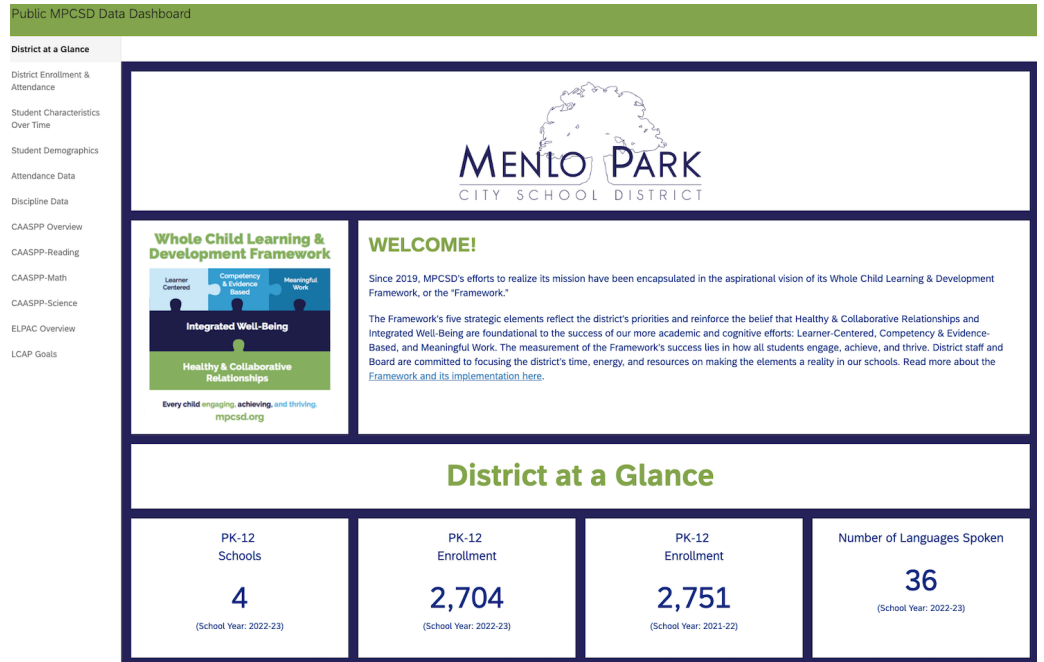 Public MPCSD Data Dashboard
District at a Glance
District Enrollment &
Attendance
Student Characteristics
Over Time
Student Demographics
Attendance Data
Discipline Data
CAASPP Overview
CAASPP-Reading
CAASPP-Math
CAASPP-Science
ELPAC Overview
LCAP Goals
MENLO PARK
CITY SCHOOL DISTRICT
Whole Child Learning &
Development Framework
Learner
Centered
Competency
& Evidence
Based
Meaningful
Work
Integrated Well-Being
Healthy & Collaborative
Relationships
Every child engaging, achieving, and thriving.
mpcsd.org
WELCOME!
Since 2019, MPCSD's efforts to realize its mission have been encapsulated in the aspirational vision of its Whole Child Learning & Development
Framework, or the "Framework."
The Framework's five strategic elements reflect the district's priorities and reinforce the belief that Healthy & Collaborative Relationships and
Integrated Well-Being are foundational to the success of our more academic and cognitive efforts: Learner-Centered, Competency & Evidence-
Based, and Meaningful Work. The measurement of the Framework's success lies in how all students engage, achieve, and thrive. District staff and
Board are committed to focusing the district's time, energy, and resources on making the elements a reality in our schools. Read more about the
Framework and its implementation here.
District at a Glance
PK-12
Schools
4
(School Year: 2022-23)
PK-12
Enrollment
2,704
(School Year: 2022-23)
PK-12
Enrollment
2,751
(School Year: 2021-22)
Number of Languages Spoken
36
(School Year: 2022-23)